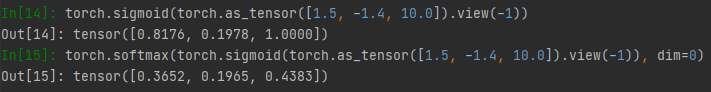 In[14]: torch.sigmoid(torch.as_tensor([1.5, -1.4, 10.0]).view(-1))
Out[14]: tensor([0.8176, 0.1978, 1.0000])
In[15]: torch.softmax(torch.sigmoid(torch.as_tensor([1.5, -1.4, 10.0]).view(-1)), dim=0)
Out[15]: tensor([0.3652, 0.1965, 0.4383])